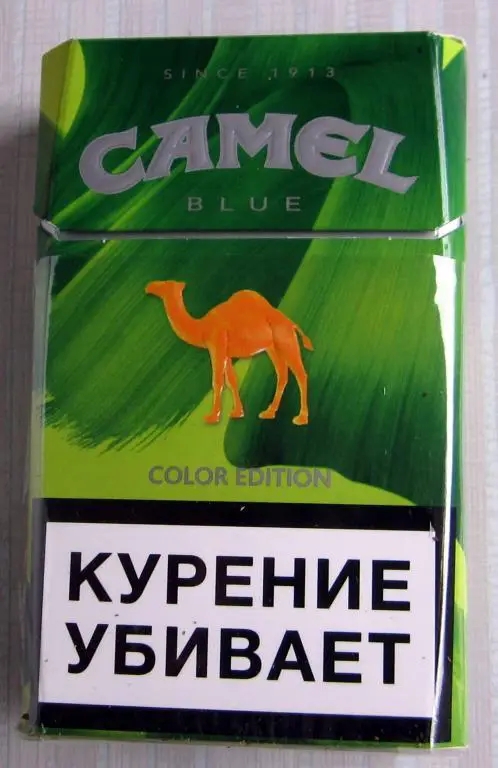 SINCE 1913
CAMEL
BLUE
COLOR EDITION
КУРЕНИЕ
УБИВАЕТ